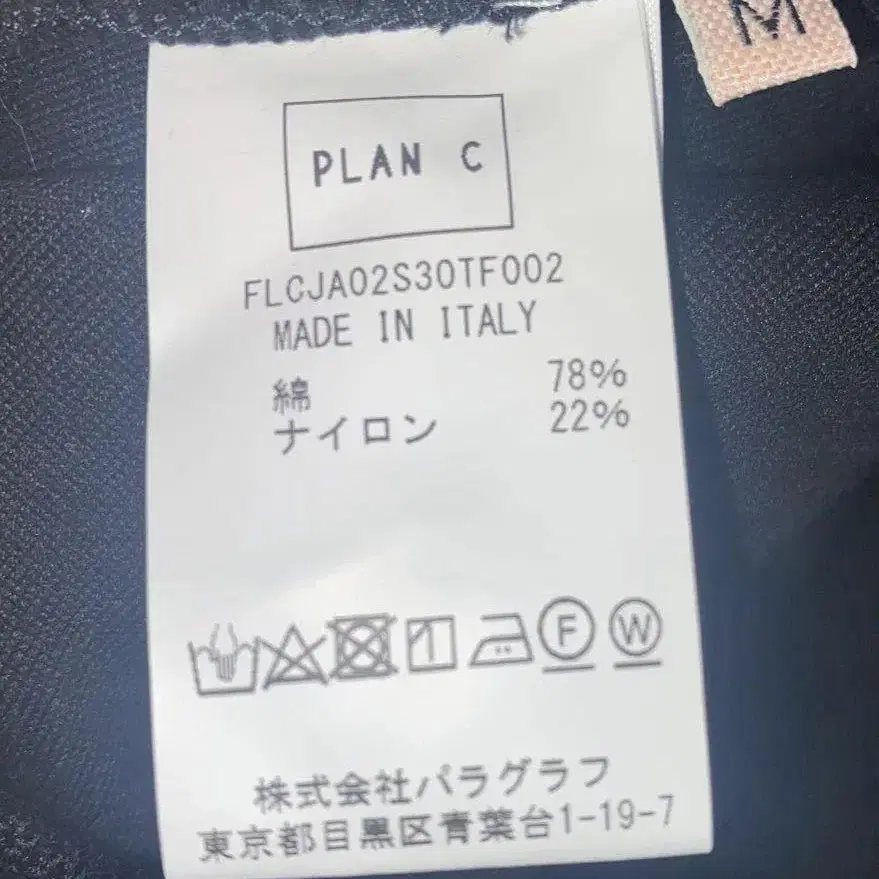 M
PLAN C
FLCJA02S30TF002
MADE IN ITALY
綿 78%
ナイロン 22%
F W
株式会社パラグラフ
東京都目黒区青葉台1-19-7